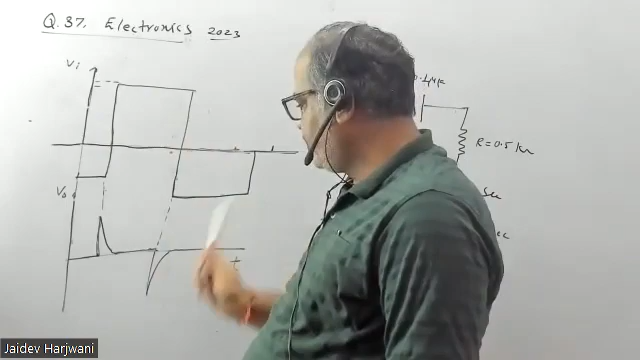 Q.37. Electronics 2023
Vi
R = 0.5 kΩ
Vo
t
Jaidev Harjwani